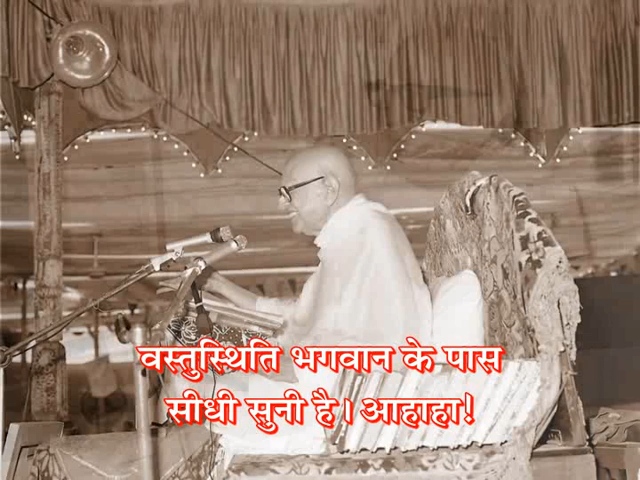 वस्तुस्थिति भगवान के पास
सीधी सुनी है। आहाहा!